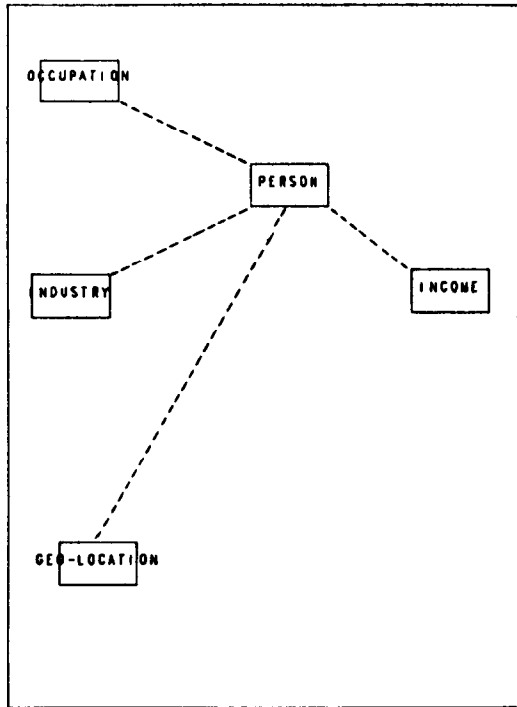 OCCUPATION
PERSON
INDUSTRY
INCOME
GEO-LOCATION